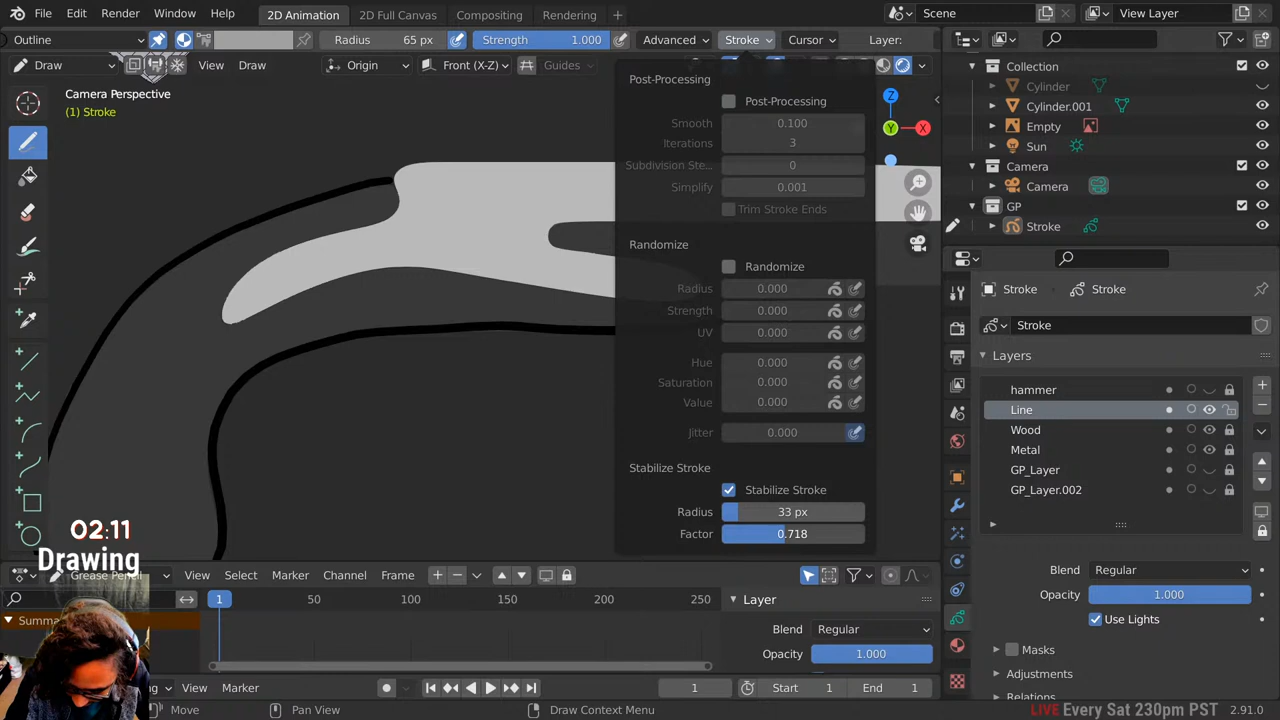 File Edit Render Window Help 2D Animation 2D Full Canvas Compositing Rendering + Scene View Layer
Outline Radius 65 px Strength 1.000 Advanced Stroke Cursor Layer:
Draw View Draw Origin Front (X-Z) Guides
Camera Perspective
(1) Stroke
Z
Y
X
Post-Processing
Post-Processing
Smooth 0.100
Iterations 3
Subdivision Ste... 0
Simplify 0.001
Trim Stroke Ends
Randomize
Randomize
Radius 0.000
Strength 0.000
UV 0.000
Hue 0.000
Saturation 0.000
Value 0.000
Jitter 0.000
Stabilize Stroke
Stabilize Stroke
Radius 33 px
Factor 0.718
Collection
Cylinder
Cylinder.001
Empty
Sun
Camera
Camera
GP
Stroke
Stroke Stroke
Stroke
Layers
hammer
Line
Wood
Metal
GP_Layer
GP_Layer.002
Blend Regular
Opacity 1.000
Use Lights
Masks
Adjustments
Relations
02:11
Drawing
Grease Pencil View Select Marker Channel Frame
1 50 100 150 200 250
Summa
Layer
Blend Regular
Opacity 1.000
View Marker 1 Start 1 End 1
Move Pan View Draw Context Menu
LIVE Every Sat 230pm PST 2.91.0